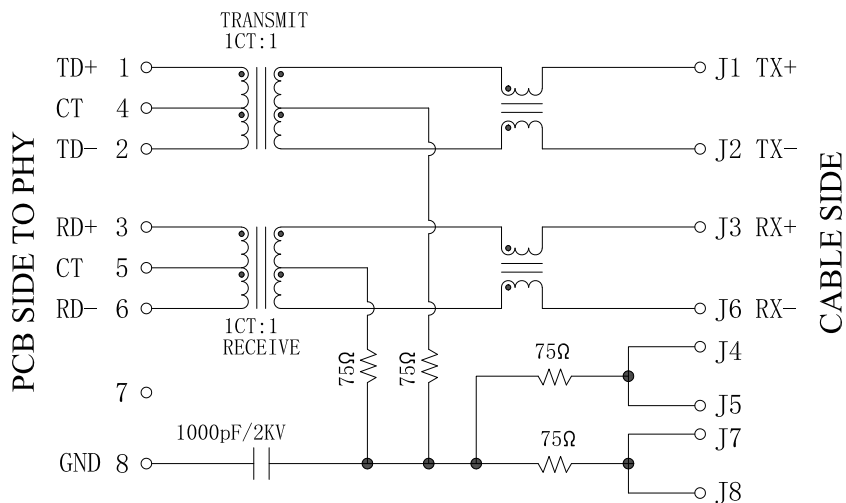 TRANSMIT
1CT:1
TD+ 1
CT 4
TD- 2
J1 TX+
J2 TX-
RD+ 3
CT 5
RD- 6
J3 RX+
J6 RX-
1CT:1
RECEIVE
PCB SIDE TO PHY
CABLE SIDE
75Ω
75Ω
75Ω
J4
J5
7
1000pF/2KV
75Ω
J7
GND 8
J8